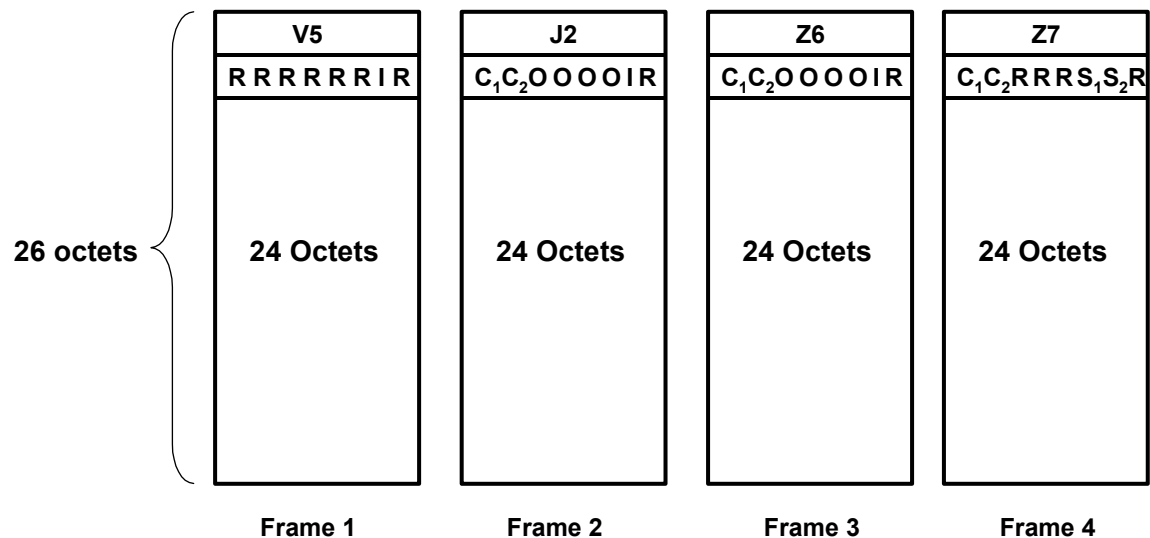 V5 J2 Z6 Z7
R R R R R R I R C₁C₂O O O O I R C₁C₂O O O O I R C₁C₂R R R S₁S₂R
26 octets 24 Octets 24 Octets 24 Octets 24 Octets
Frame 1 Frame 2 Frame 3 Frame 4